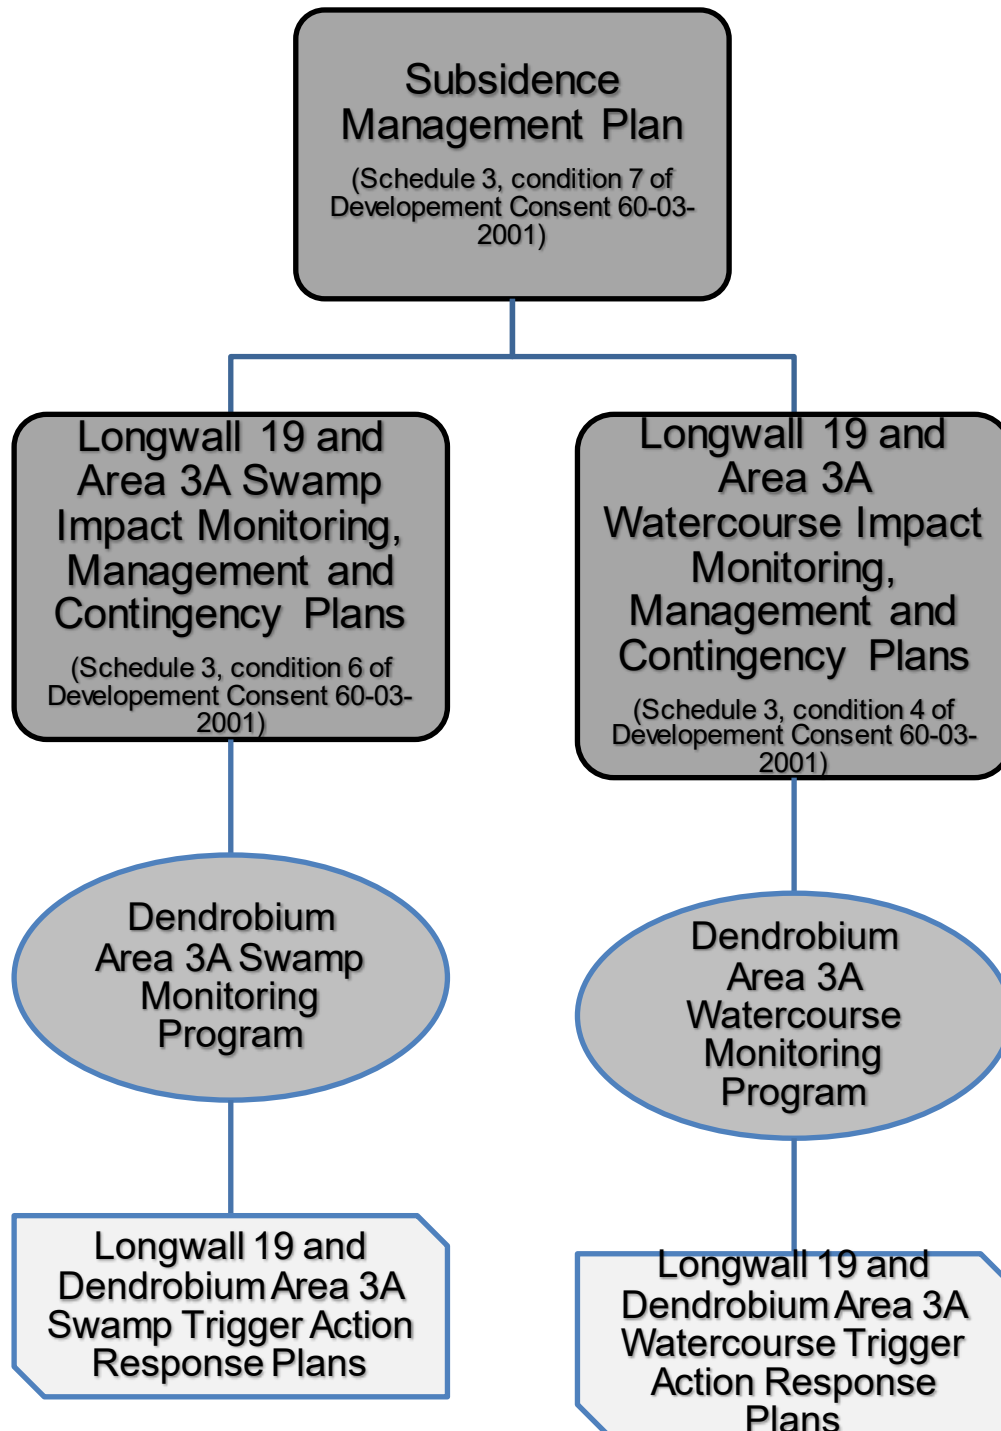 Subsidence
Management Plan
(Schedule 3, condition 7 of
Developement Consent 60-03-
2001)
Longwall 19 and
Area 3A Swamp
Impact Monitoring,
Management and
Contingency Plans
(Schedule 3, condition 6 of
Developement Consent 60-03-
2001)
Longwall 19 and
Area 3A
Watercourse Impact
Monitoring,
Management and
Contingency Plans
(Schedule 3, condition 4 of
Developement Consent 60-03-
2001)
Dendrobium
Area 3A Swamp
Monitoring
Program
Dendrobium
Area 3A
Watercourse
Monitoring
Program
Longwall 19 and
Dendrobium Area 3A
Swamp Trigger Action
Response Plans
Longwall 19 and
Dendrobium Area 3A
Watercourse Trigger
Action Response
Plans